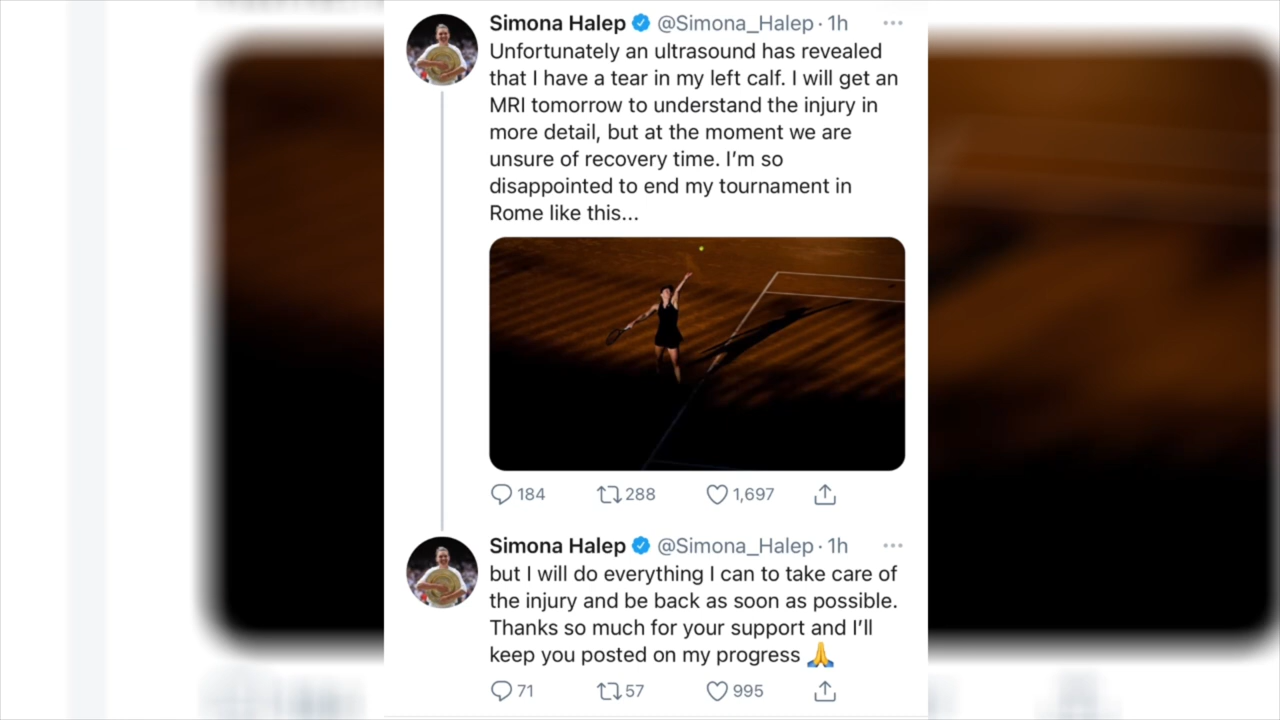 Simona Halep @Simona_Halep · 1h
Unfortunately an ultrasound has revealed
that I have a tear in my left calf. I will get an
MRI tomorrow to understand the injury in
more detail, but at the moment we are
unsure of recovery time. I’m so
disappointed to end my tournament in
Rome like this...
184 288 1,697
Simona Halep @Simona_Halep · 1h
but I will do everything I can to take care of
the injury and be back as soon as possible.
Thanks so much for your support and I’ll
keep you posted on my progress 🙏
71 57 995